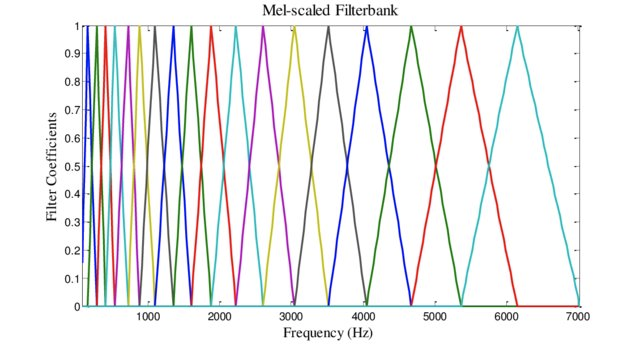 Mel-scaled Filterbank
1
0.9
0.8
0.7
0.6
0.5
0.4
0.3
0.2
0.1
0
Filter Coefficients
1000 2000 3000 4000 5000 6000 7000
Frequency (Hz)